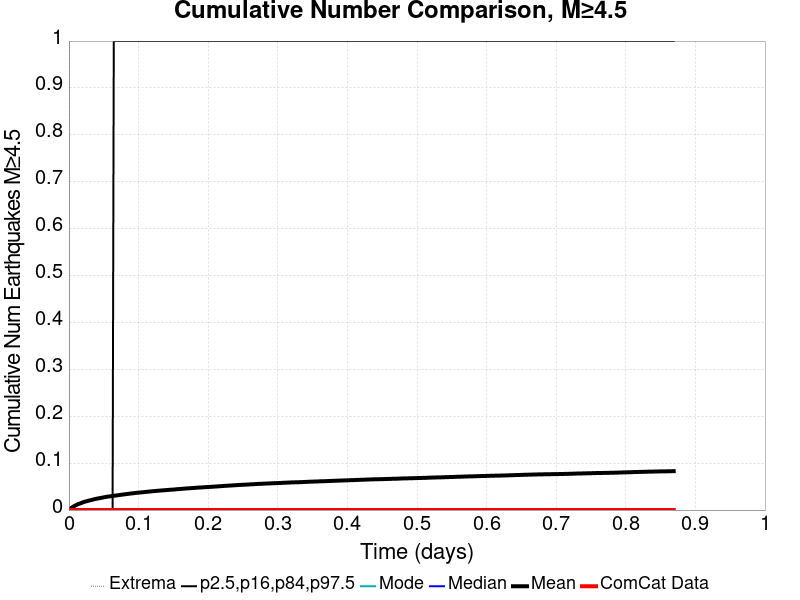 Cumulative Number Comparison, M≥4.5
Cumulative Num Earthquakes M≥4.5
1
0.9
0.8
0.7
0.6
0.5
0.4
0.3
0.2
0.1
0
0 0.1 0.2 0.3 0.4 0.5 0.6 0.7 0.8 0.9 1
Time (days)
Extrema p2.5,p16,p84,p97.5 Mode Median Mean ComCat Data